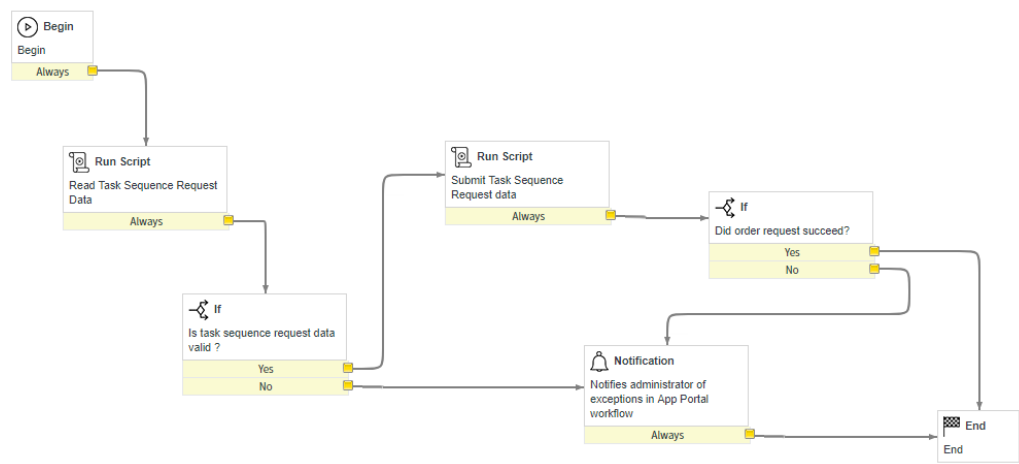 Begin
Begin
Always
Run Script
Read Task Sequence Request
Data
Always
If
Is task sequence request data
valid ?
Yes
No
Run Script
Submit Task Sequence
Request data
Always
If
Did order request succeed?
Yes
No
Notification
Notifies administrator of
exceptions in App Portal
workflow
Always
End
End